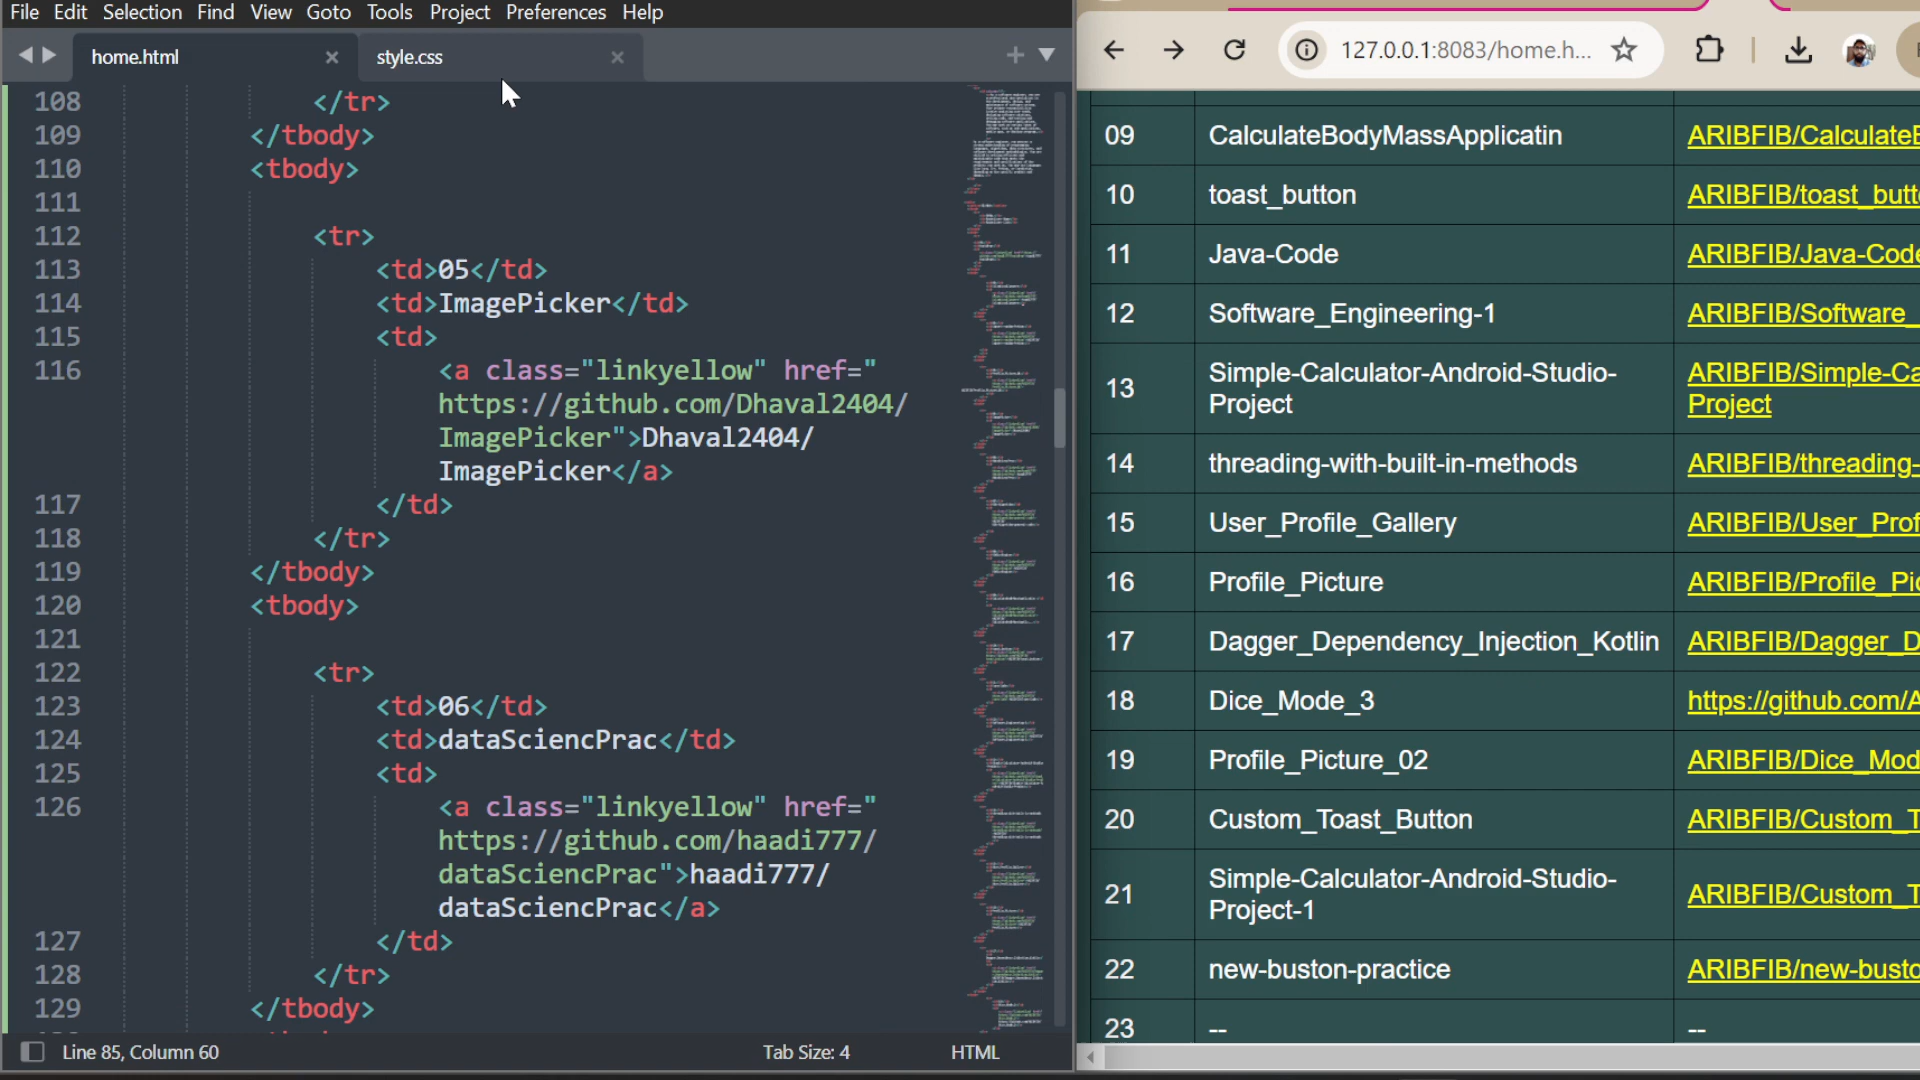 File Edit Selection Find View Goto Tools Project Preferences Help
home.html × style.css ×
108 </tr>
109 </tbody>
110 <tbody>
111
112 <tr>
113 <td>05</td>
114 <td>ImagePicker</td>
115 <td>
116 <a class="linkyellow" href="
https://github.com/Dhaval2404/
ImagePicker">Dhaval2404/
ImagePicker</a>
117 </td>
118 </tr>
119 </tbody>
120 <tbody>
121
122 <tr>
123 <td>06</td>
124 <td>dataSciencPrac</td>
125 <td>
126 <a class="linkyellow" href="
https://github.com/haadi777/
dataSciencPrac">haadi777/
dataSciencPrac</a>
127 </td>
128 </tr>
129 </tbody>
Line 85, Column 60 Tab Size: 4 HTML
127.0.0.1:8083/home.h...
09 CalculateBodyMassApplicatin ARIBFIB/Calculate
10 toast_button ARIBFIB/toast_butt
11 Java-Code ARIBFIB/Java-Code
12 Software_Engineering-1 ARIBFIB/Software_
13 Simple-Calculator-Android-Studio- ARIBFIB/Simple-Ca
Project Project
14 threading-with-built-in-methods ARIBFIB/threading-
15 User_Profile_Gallery ARIBFIB/User_Prof
16 Profile_Picture ARIBFIB/Profile_Pic
17 Dagger_Dependency_Injection_Kotlin ARIBFIB/Dagger_D
18 Dice_Mode_3 https://github.com/A
19 Profile_Picture_02 ARIBFIB/Dice_Mod
20 Custom_Toast_Button ARIBFIB/Custom_T
21 Simple-Calculator-Android-Studio- ARIBFIB/Custom_T
Project-1
22 new-buston-practice ARIBFIB/new-busto
23 -- --